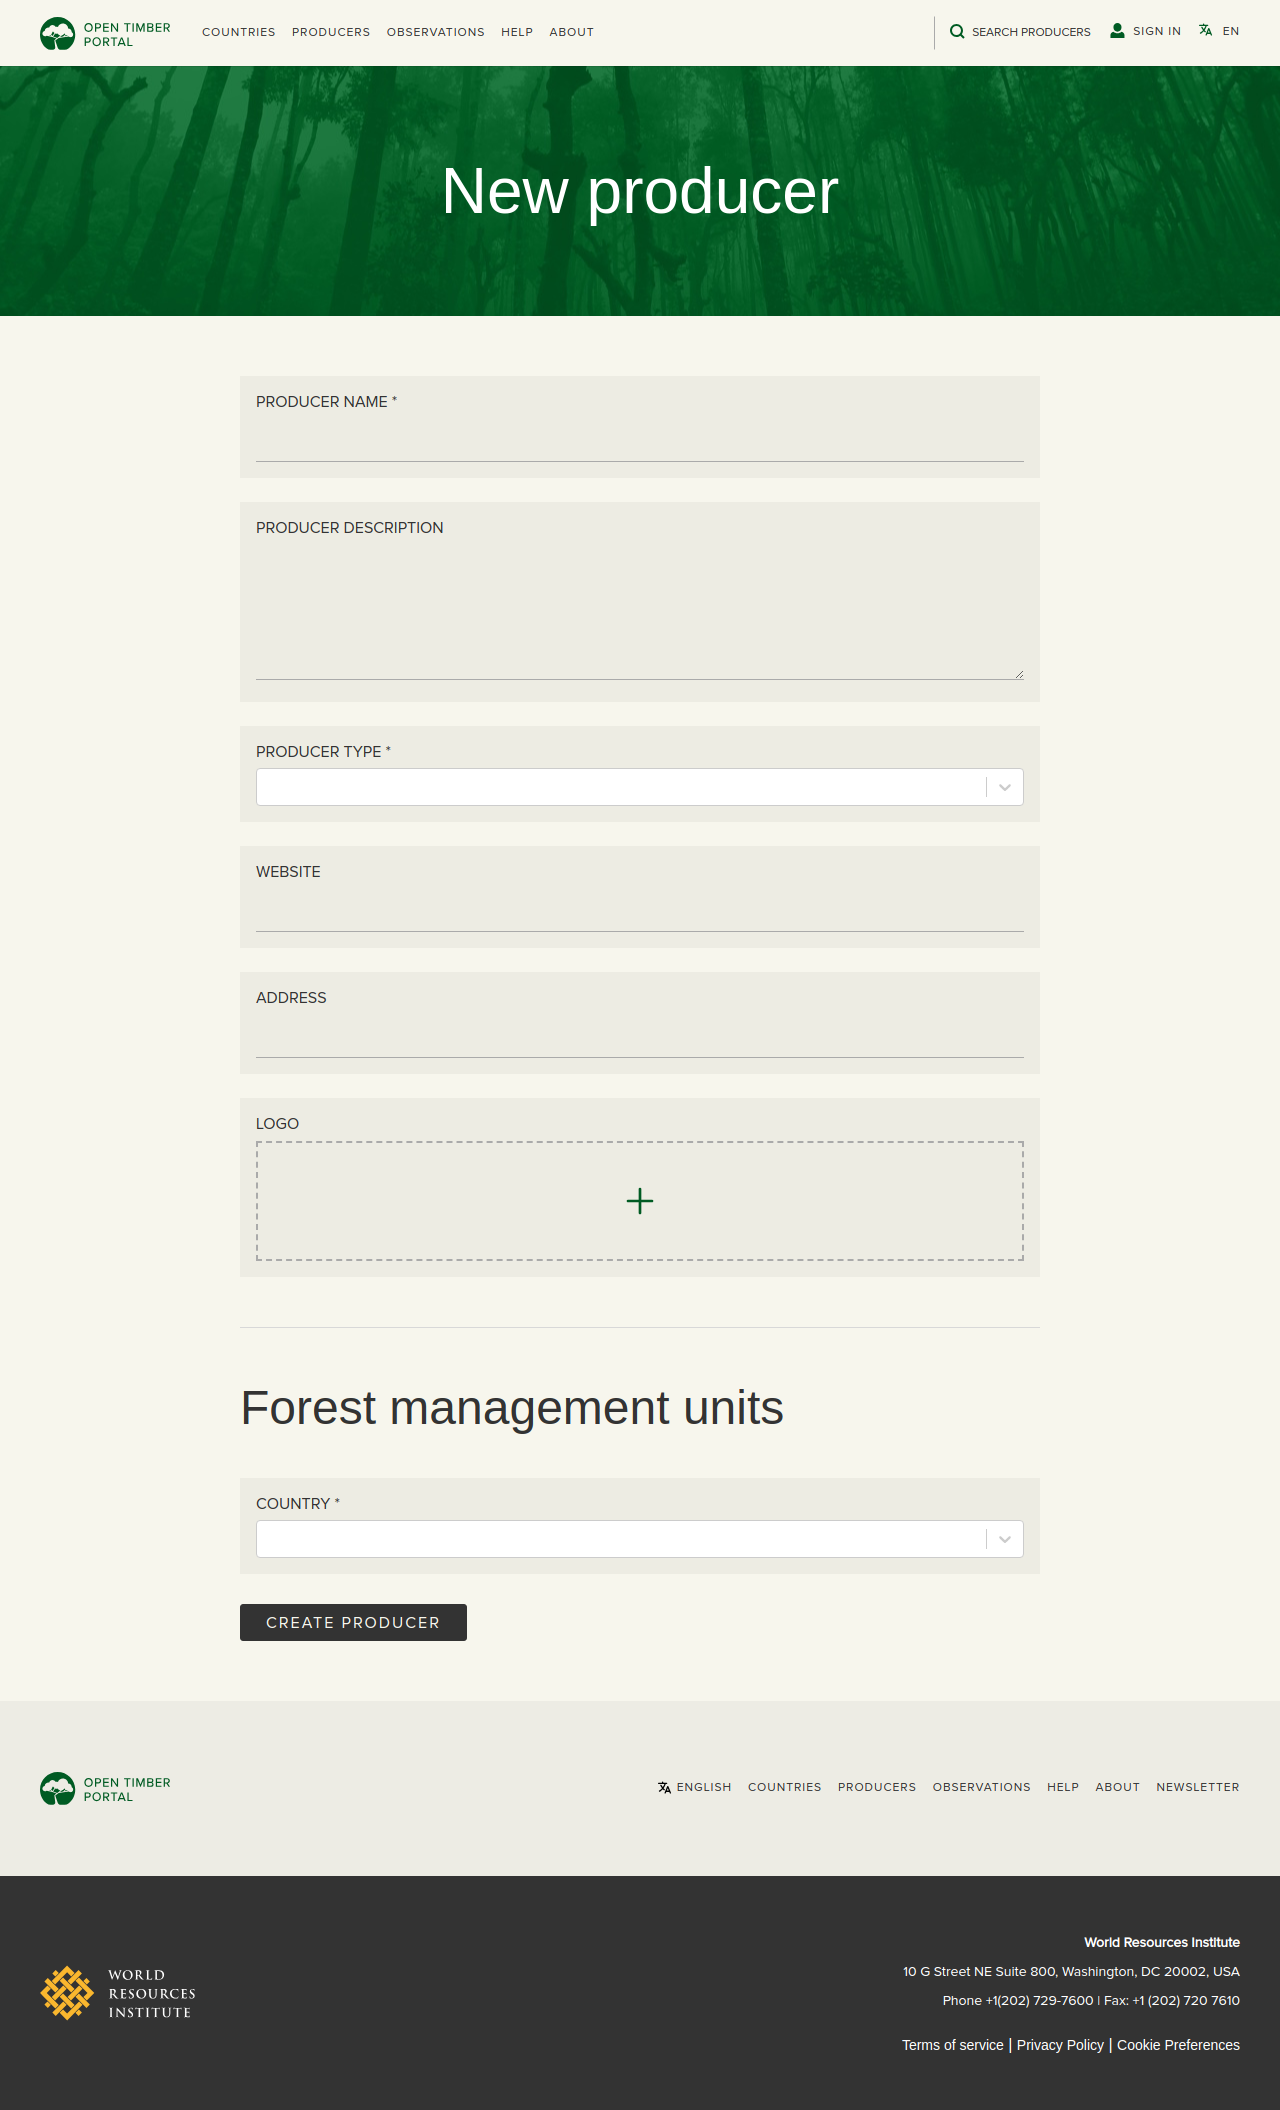 OPEN TIMBER
PORTAL
COUNTRIES PRODUCERS OBSERVATIONS HELP ABOUT
SEARCH PRODUCERS SIGN IN EN
New producer
PRODUCER NAME *
PRODUCER DESCRIPTION
PRODUCER TYPE *
WEBSITE
ADDRESS
LOGO
Forest management units
COUNTRY *
CREATE PRODUCER
OPEN TIMBER
PORTAL
ENGLISH COUNTRIES PRODUCERS OBSERVATIONS HELP ABOUT NEWSLETTER
WORLD
RESOURCES
INSTITUTE
World Resources Institute
10 G Street NE Suite 800, Washington, DC 20002, USA
Phone +1(202) 729-7600 | Fax: +1 (202) 720 7610
Terms of service | Privacy Policy | Cookie Preferences